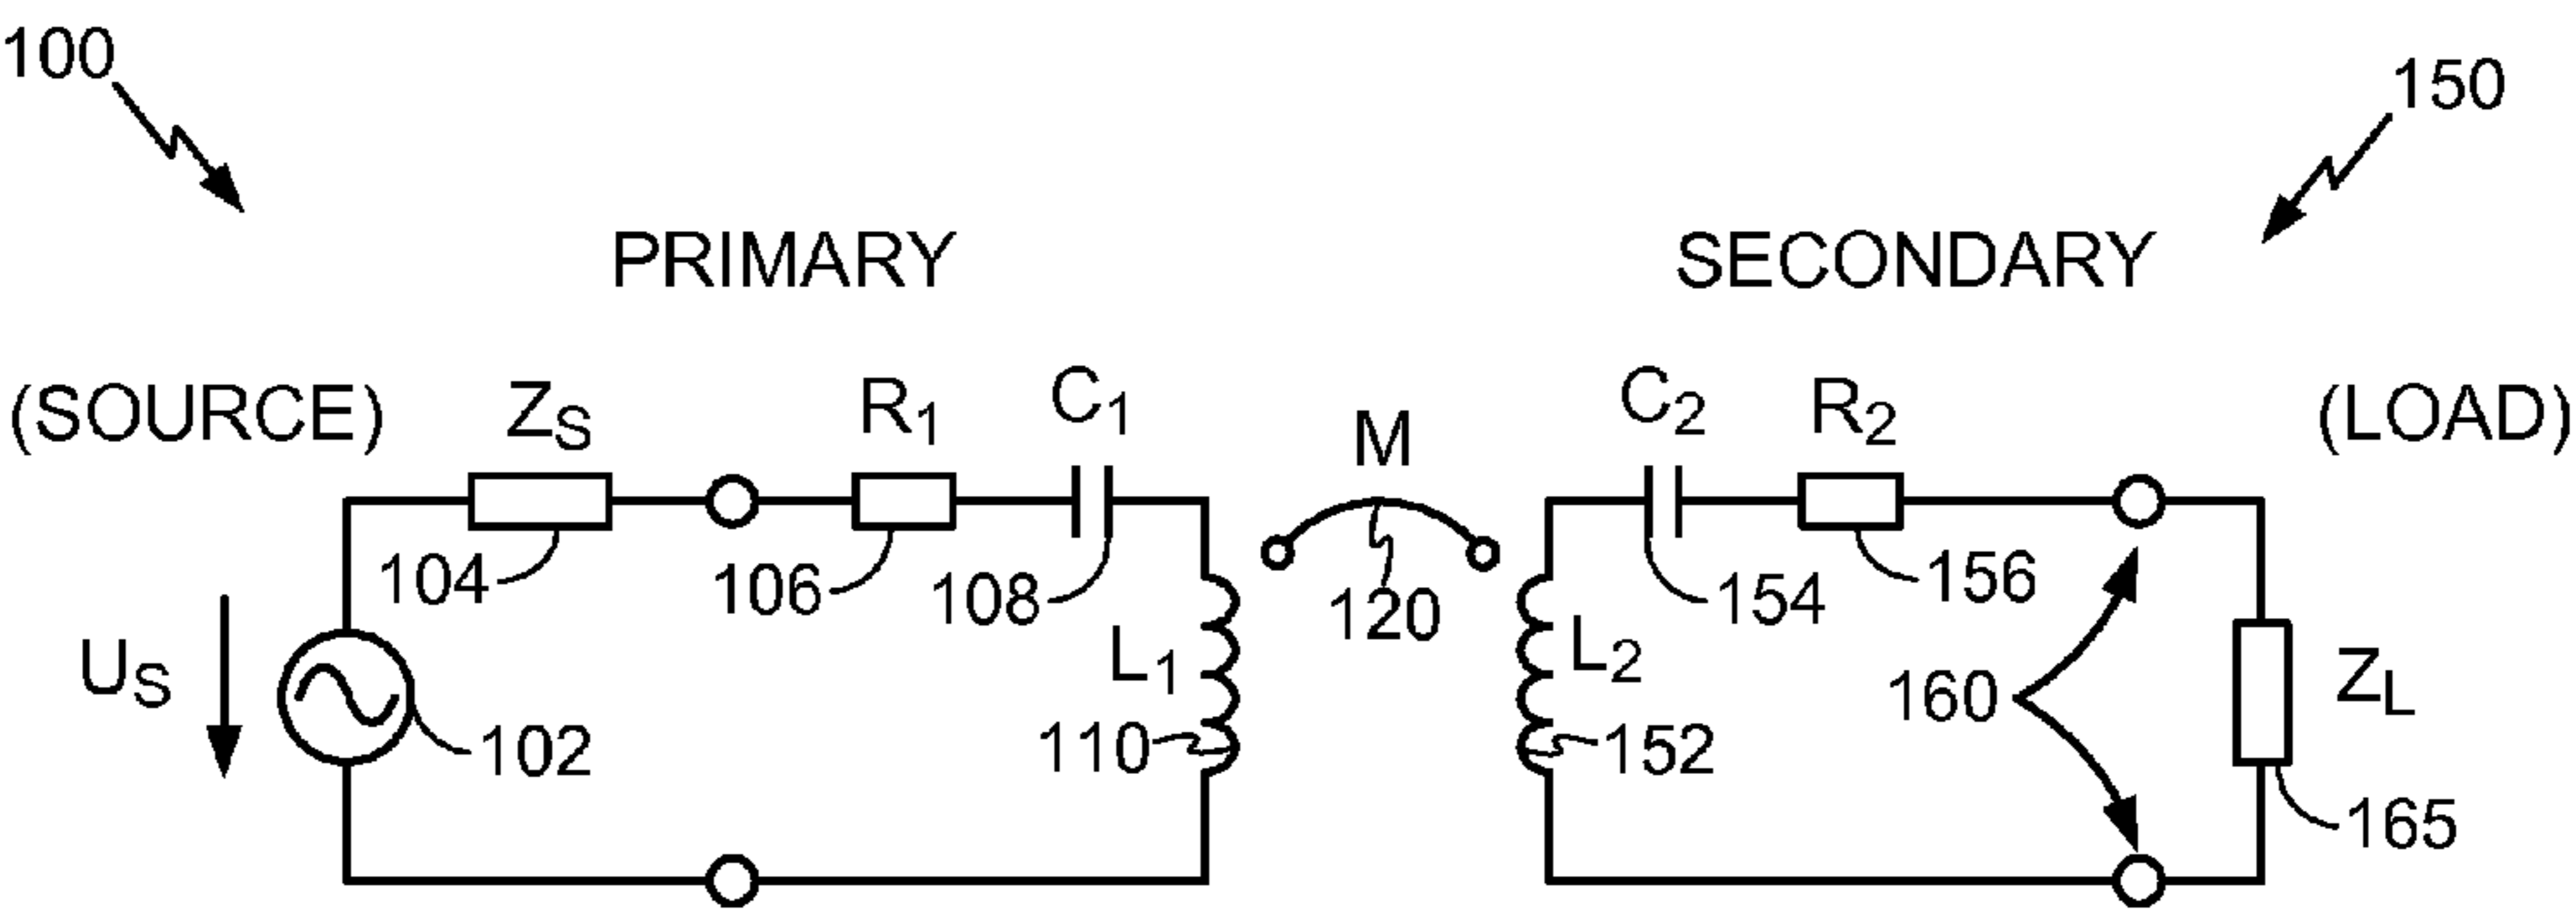 100
150
PRIMARY
SECONDARY
(SOURCE)
ZS
R1
C1
M
C2
R2
(LOAD)
104
106
108
120
154
156
US
102
L1
110
L2
152
160
ZL
165